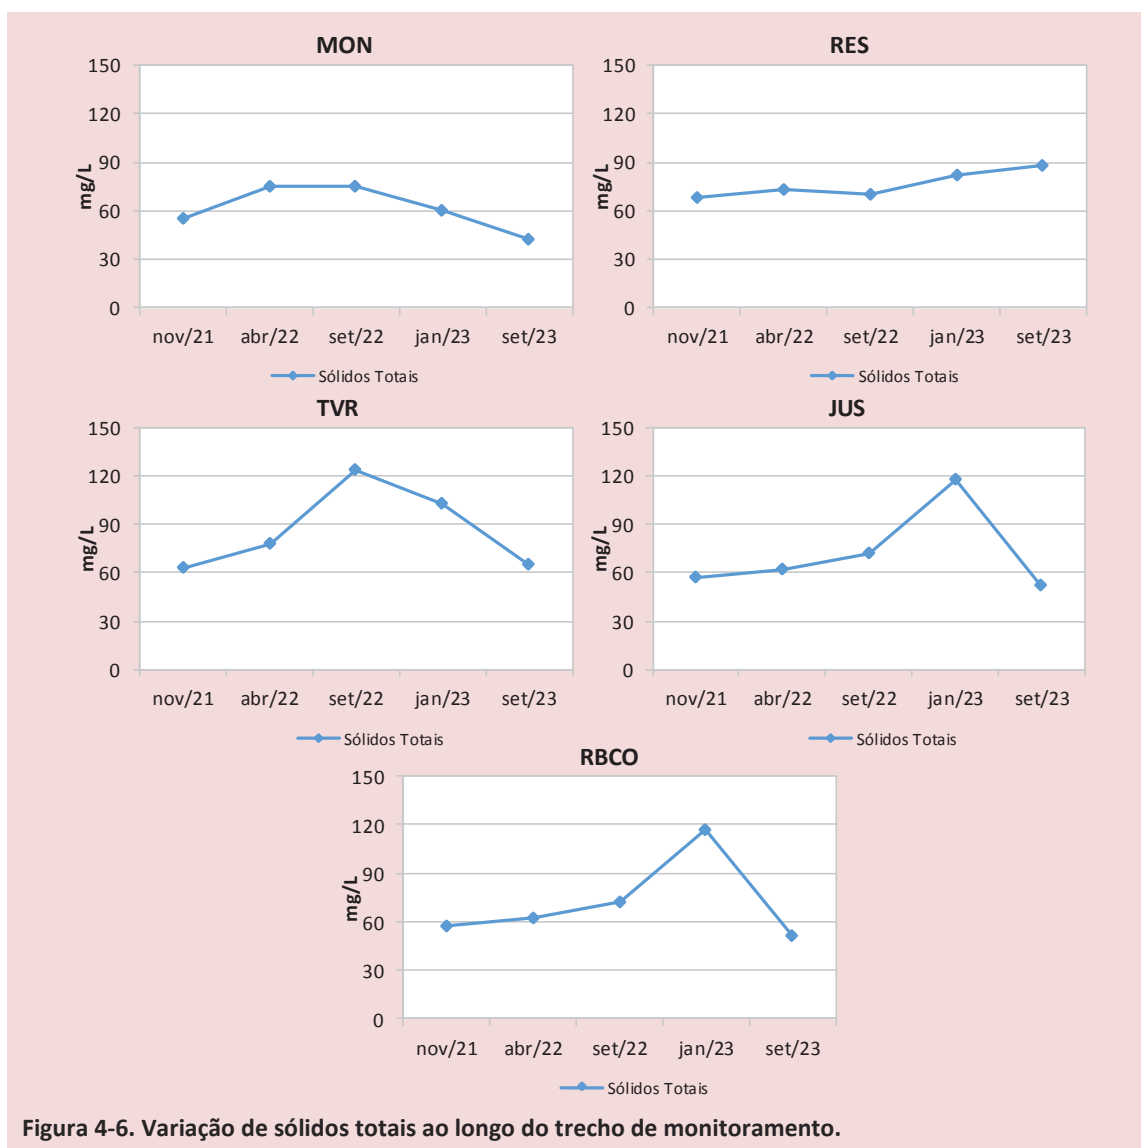 MON
150
120
90
60
30
0
mg/L
nov/21 abr/22 set/22 jan/23 set/23
Sólidos Totais
RES
150
120
90
60
30
0
mg/L
nov/21 abr/22 set/22 jan/23 set/23
Sólidos Totais
TVR
150
120
90
60
30
0
mg/L
nov/21 abr/22 set/22 jan/23 set/23
Sólidos Totais
JUS
150
120
90
60
30
0
mg/L
nov/21 abr/22 set/22 jan/23 set/23
Sólidos Totais
RBCO
150
120
90
60
30
0
mg/L
nov/21 abr/22 set/22 jan/23 set/23
Sólidos Totais
Figura 4-6. Variação de sólidos totais ao longo do trecho de monitoramento.